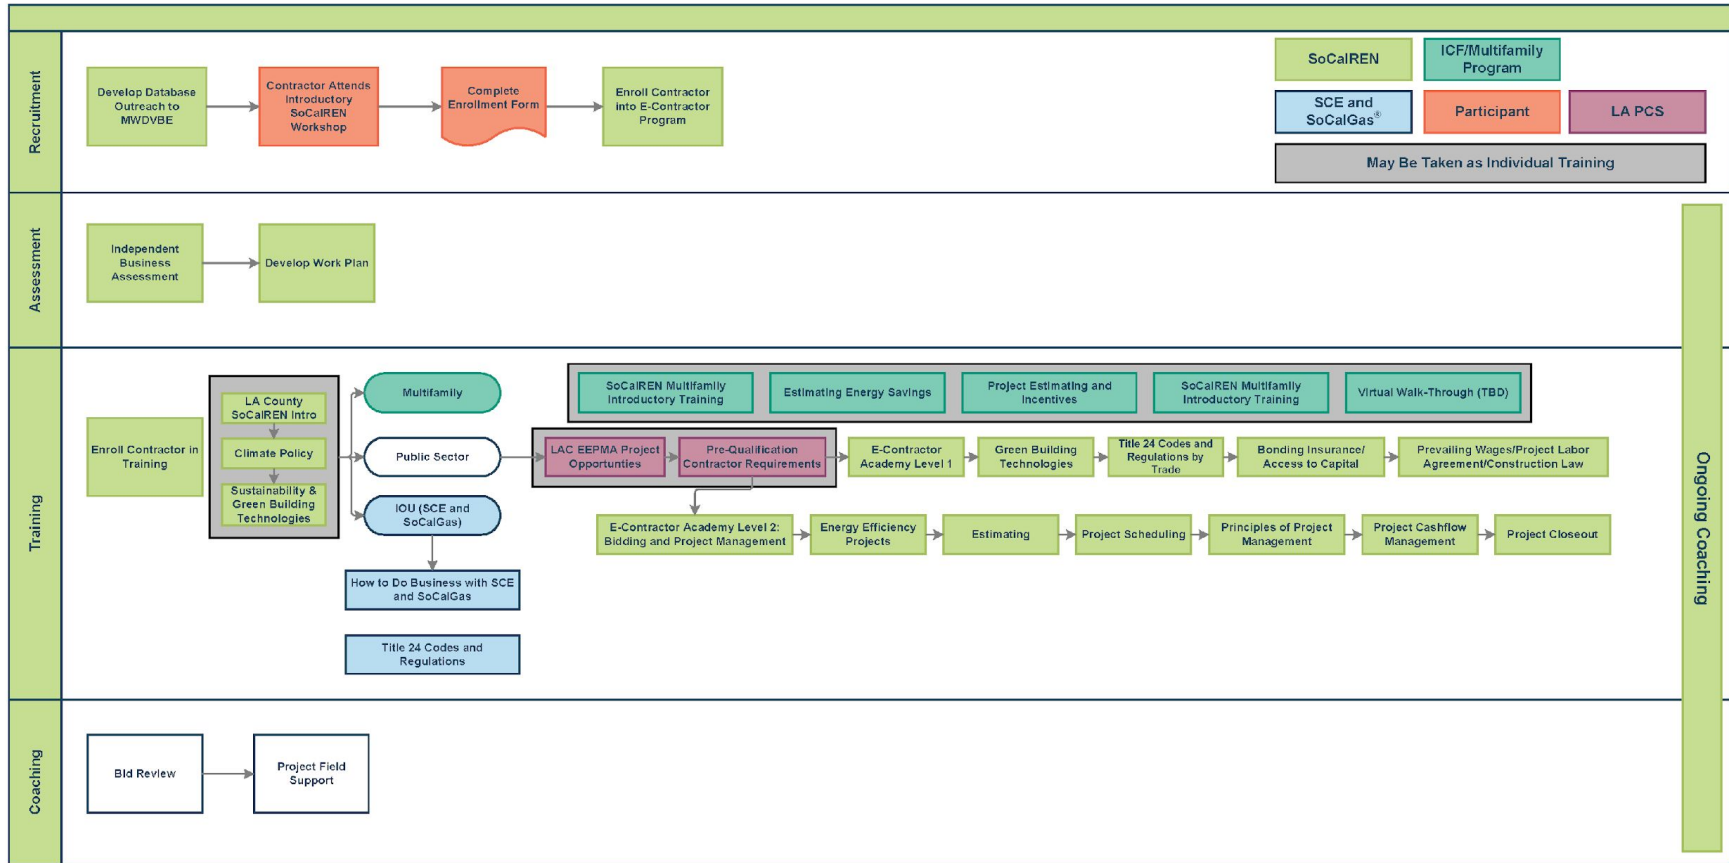 Recruitment
Develop Database
Outreach to
MWDVBE
Contractor Attends
Introductory
SoCalREN
Workshop
Complete
Enrollment Form
Enroll Contractor
into E-Contractor
Program
SoCalREN
ICF/Multifamily
Program
SCE and
SoCalGas®
Participant
LA PCS
May Be Taken as Individual Training
Assessment
Independent
Business
Assessment
Develop Work Plan
Training
Enroll Contractor in
Training
LA County
SoCalREN Intro
Climate Policy
Sustainability &
Green Building
Technologies
Multifamily
Public Sector
IOU (SCE and
SoCalGas)
How to Do Business with SCE
and SoCalGas
Title 24 Codes and
Regulations
SoCalREN Multifamily
Introductory Training
Estimating Energy Savings
Project Estimating and
Incentives
SoCalREN Multifamily
Introductory Training
Virtual Walk-Through (TBD)
LAC EEPMA Project
Opportunties
Pre-Qualification
Contractor Requirements
E-Contractor
Academy Level 1
Green Building
Technologies
Title 24 Codes and
Regulations by
Trade
Bonding Insurance/
Access to Capital
Prevailing Wages/Project Labor
Agreement/Construction Law
E-Contractor Academy Level 2:
Bidding and Project Management
Energy Efficiency
Projects
Estimating
Project Scheduling
Principles of Project
Management
Project Cashflow
Management
Project Closeout
Ongoing Coaching
Coaching
Bid Review
Project Field
Support